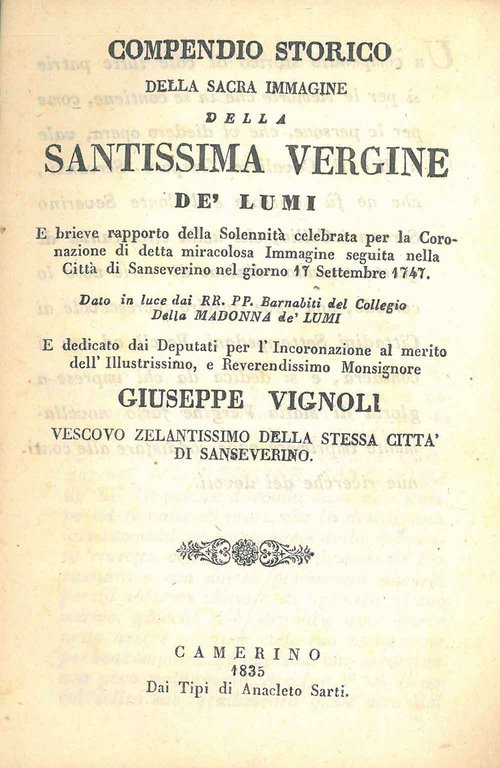 COMPENDIO STORICO
DELLA SACRA IMMAGINE
DELLA
SANTISSIMA VERGINE
DE' LUMI
E brieve rapporto della Solennità celebrata per la Coro-
nazione di detta miracolosa Immagine seguita nella
Città di Sanseverino nel giorno 17 Settembre 1747.
Dato in luce dai RR. PP. Barnabiti del Collegio
Della MADONNA de' LUMI
E dedicato dai Deputati per l' Incoronazione al merito
dell' Illustrissimo, e Reverendissimo Monsignore
GIUSEPPE VIGNOLI
VESCOVO ZELANTISSIMO DELLA STESSA CITTA'
DI SANSEVERINO.
CAMERINO
1835
Dai Tipi di Anacleto Sarti.